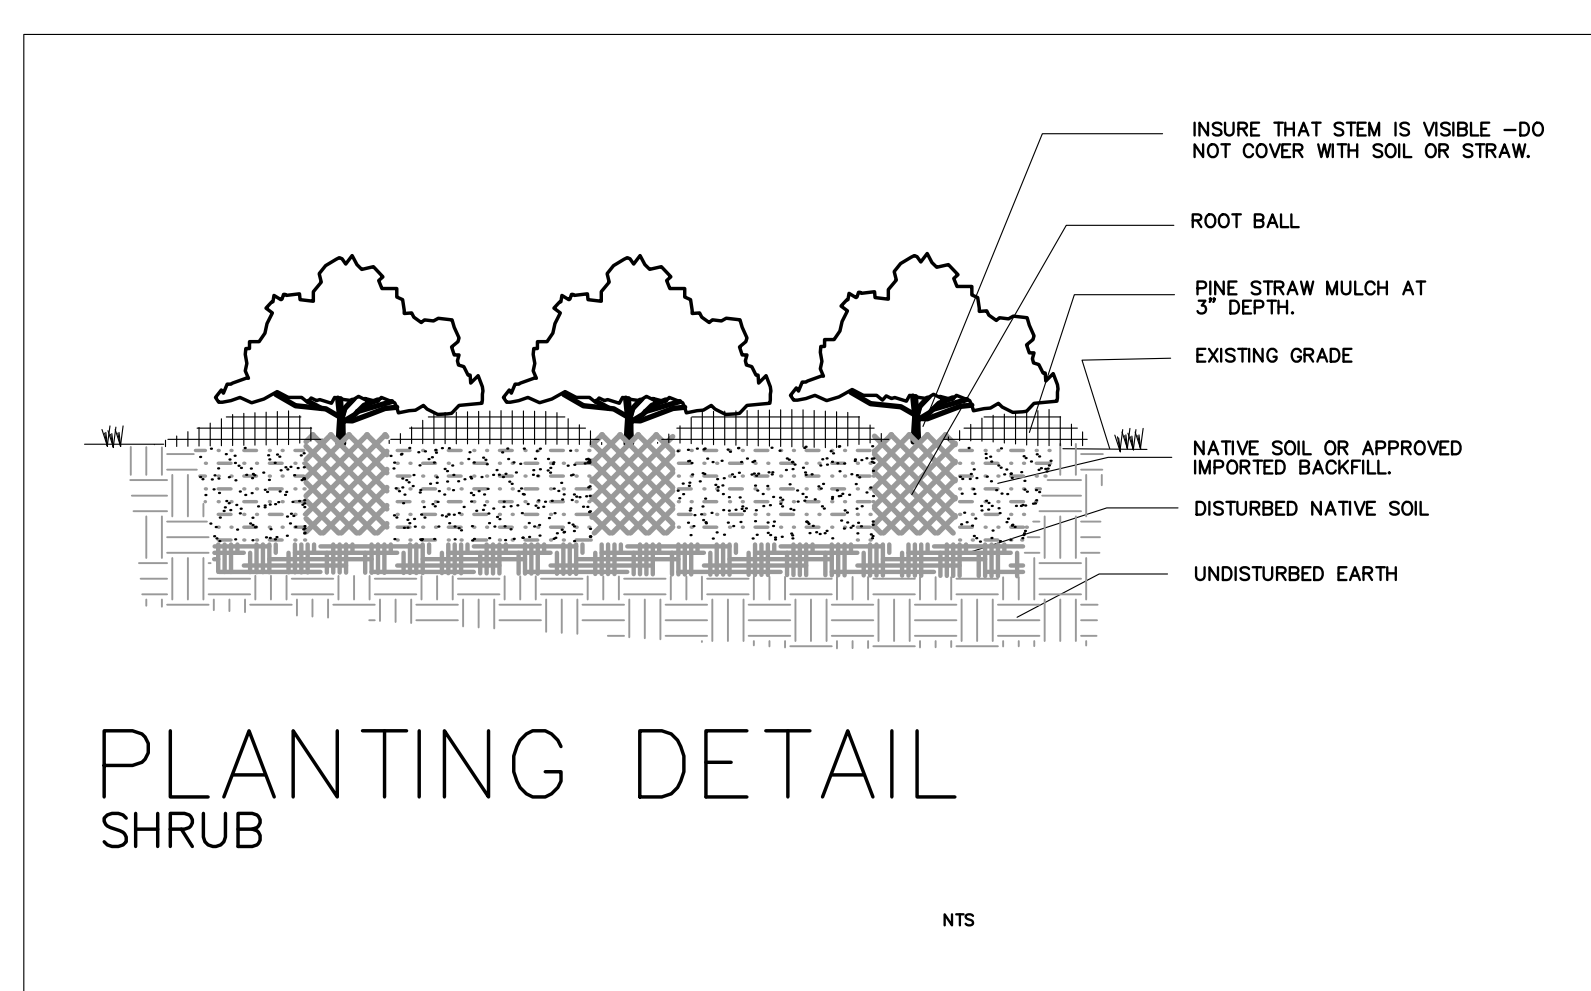 INSURE THAT STEM IS VISIBLE -DO
NOT COVER WITH SOIL OR STRAW.
ROOT BALL
PINE STRAW MULCH AT
3" DEPTH.
EXISTING GRADE
NATIVE SOIL OR APPROVED
IMPORTED BACKFILL.
DISTURBED NATIVE SOIL
UNDISTURBED EARTH
PLANTING DETAIL
SHRUB
NTS